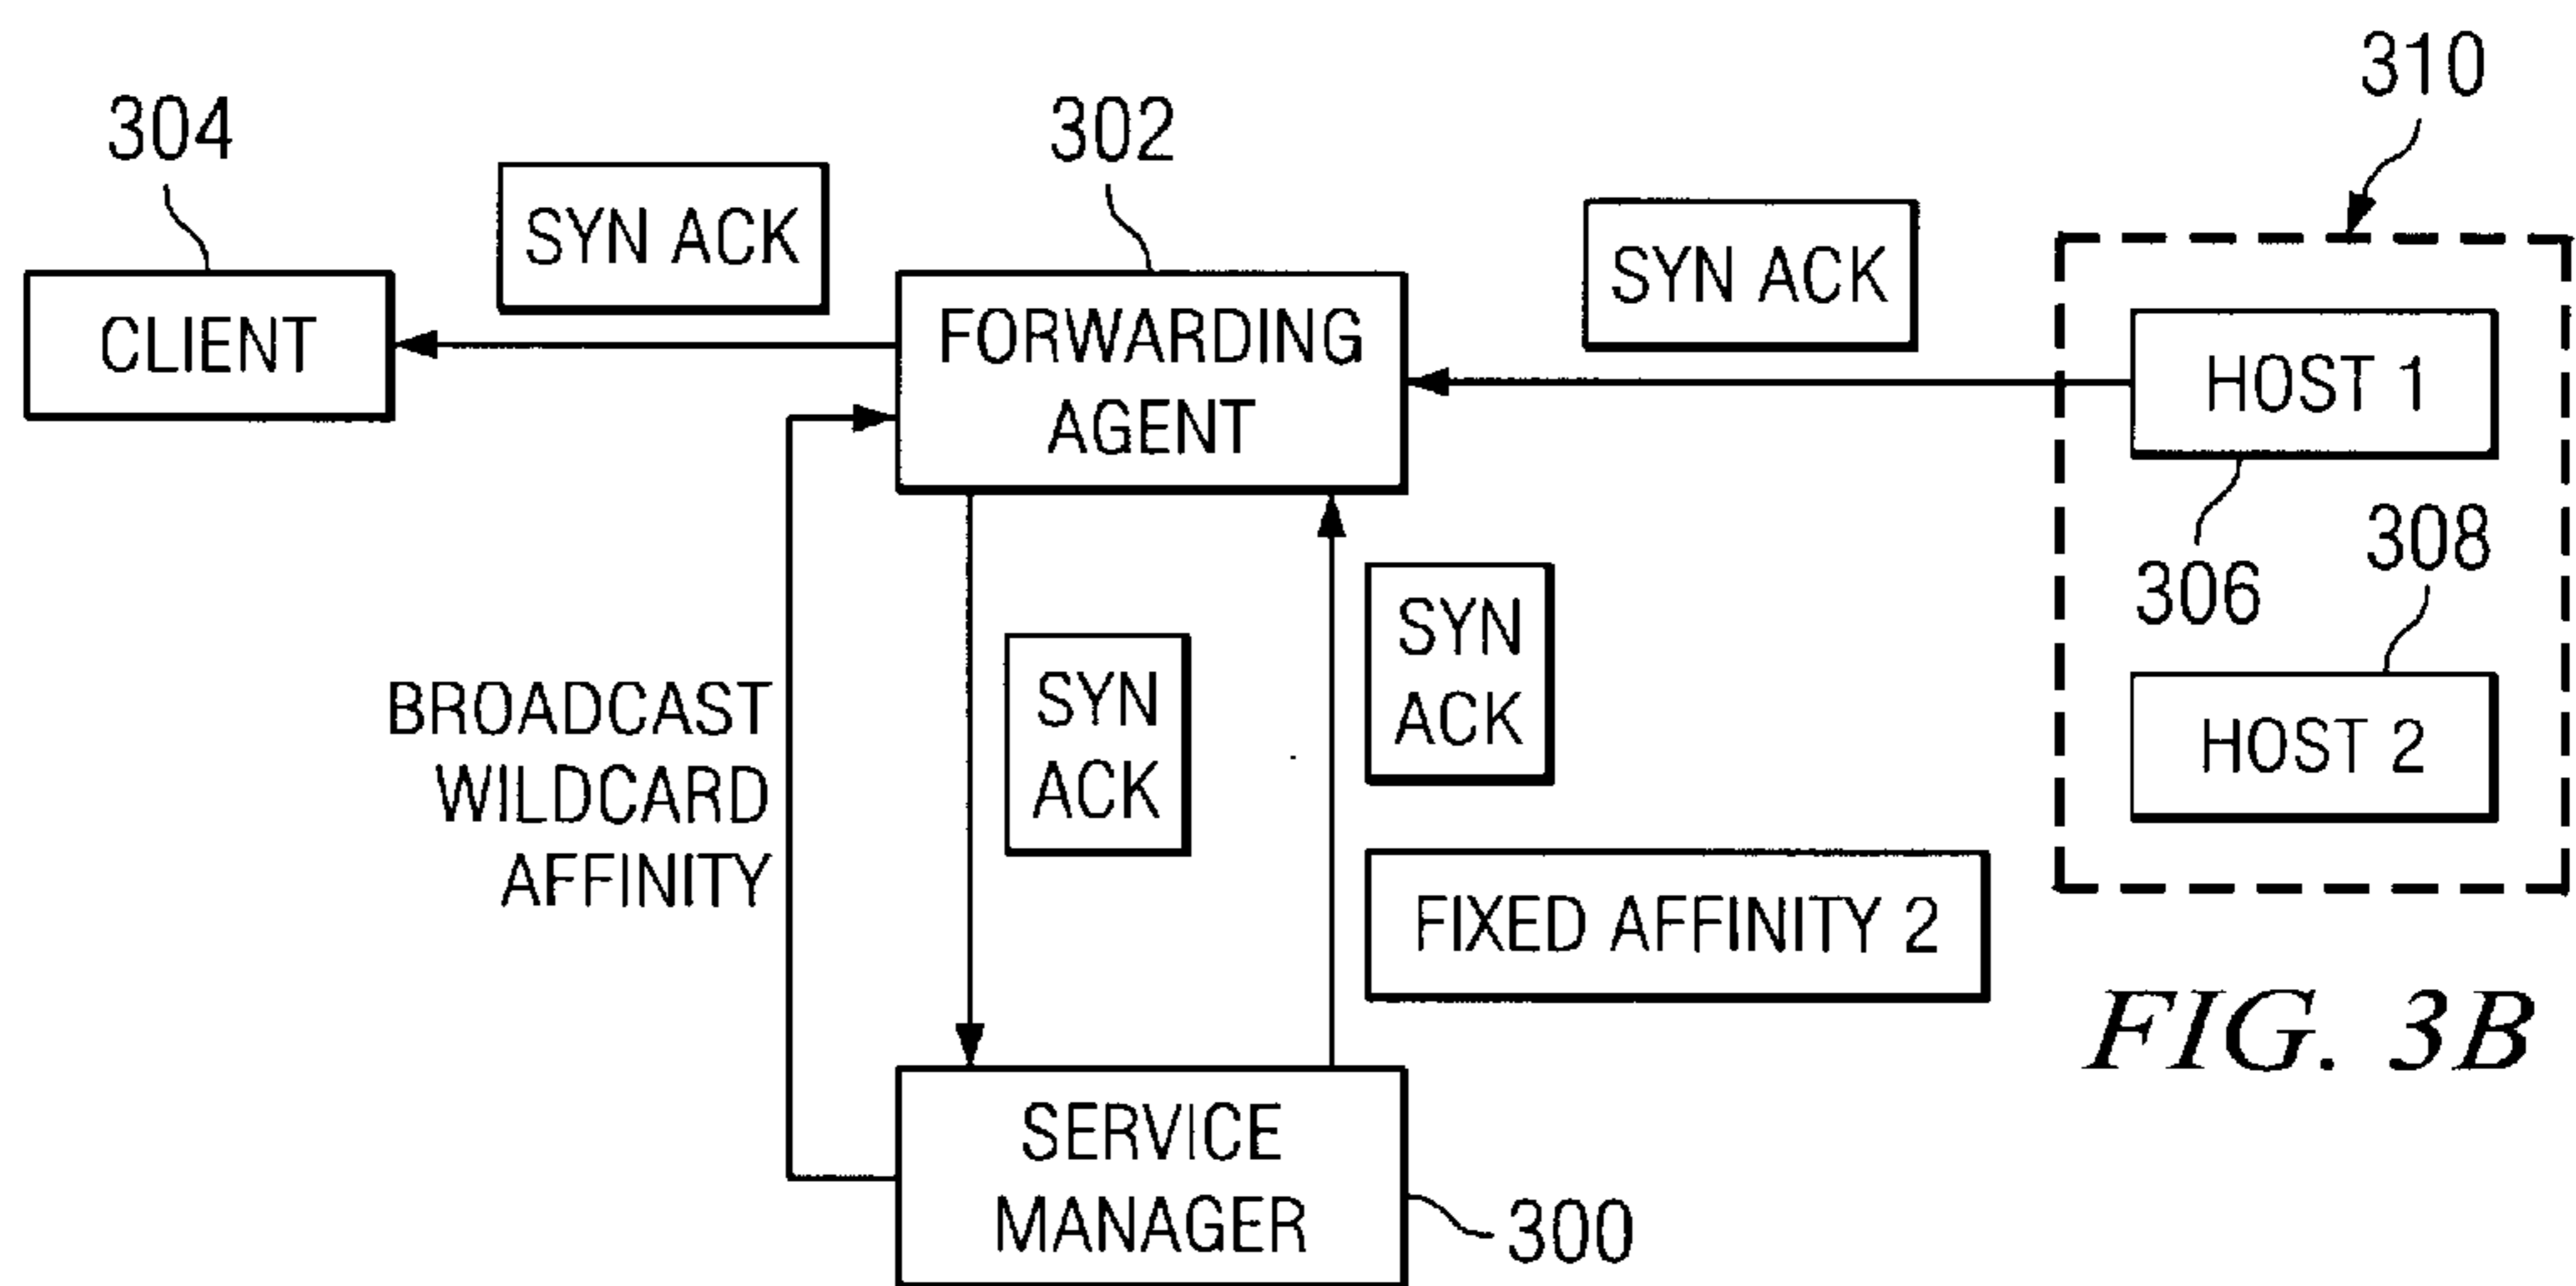 310
304
302
SYN ACK
SYN ACK
CLIENT
FORWARDING
AGENT
HOST 1
306
308
HOST 2
BROADCAST
WILDCARD
AFFINITY
SYN
ACK
SYN
ACK
FIXED AFFINITY 2
FIG. 3B
SERVICE
MANAGER
300